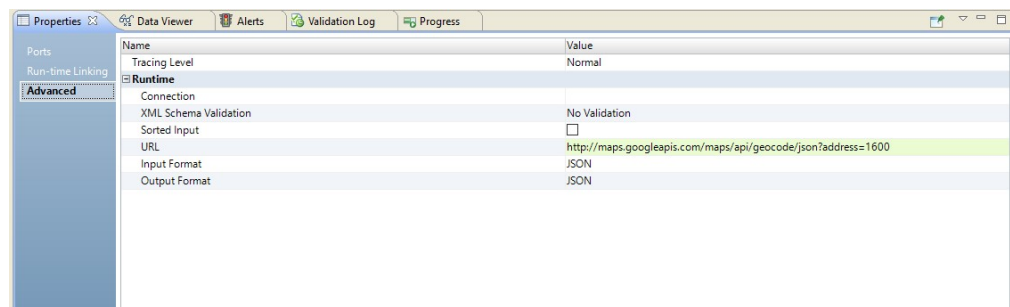 Properties Data Viewer Alerts Validation Log Progress
Ports
Run-time Linking
Advanced
Name Value
Tracing Level Normal
Runtime
Connection
XML Schema Validation No Validation
Sorted Input
URL http://maps.googleapis.com/maps/api/geocode/json?address=1600
Input Format JSON
Output Format JSON